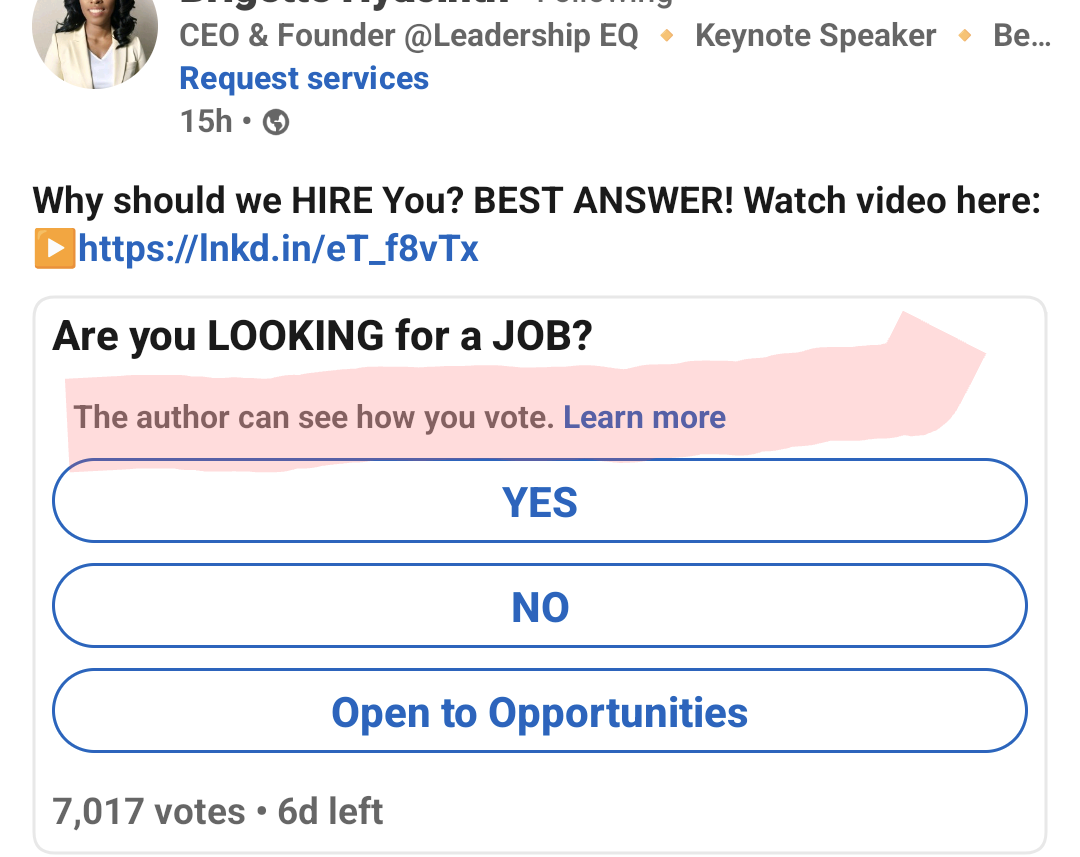 CEO & Founder @Leadership EQ 🔸 Keynote Speaker 🔸 Be...
Request services
15h •
Why should we HIRE You? BEST ANSWER! Watch video here:
▶️https://lnkd.in/eT_f8vTx
Are you LOOKING for a JOB?
The author can see how you vote. Learn more
YES
NO
Open to Opportunities
7,017 votes • 6d left